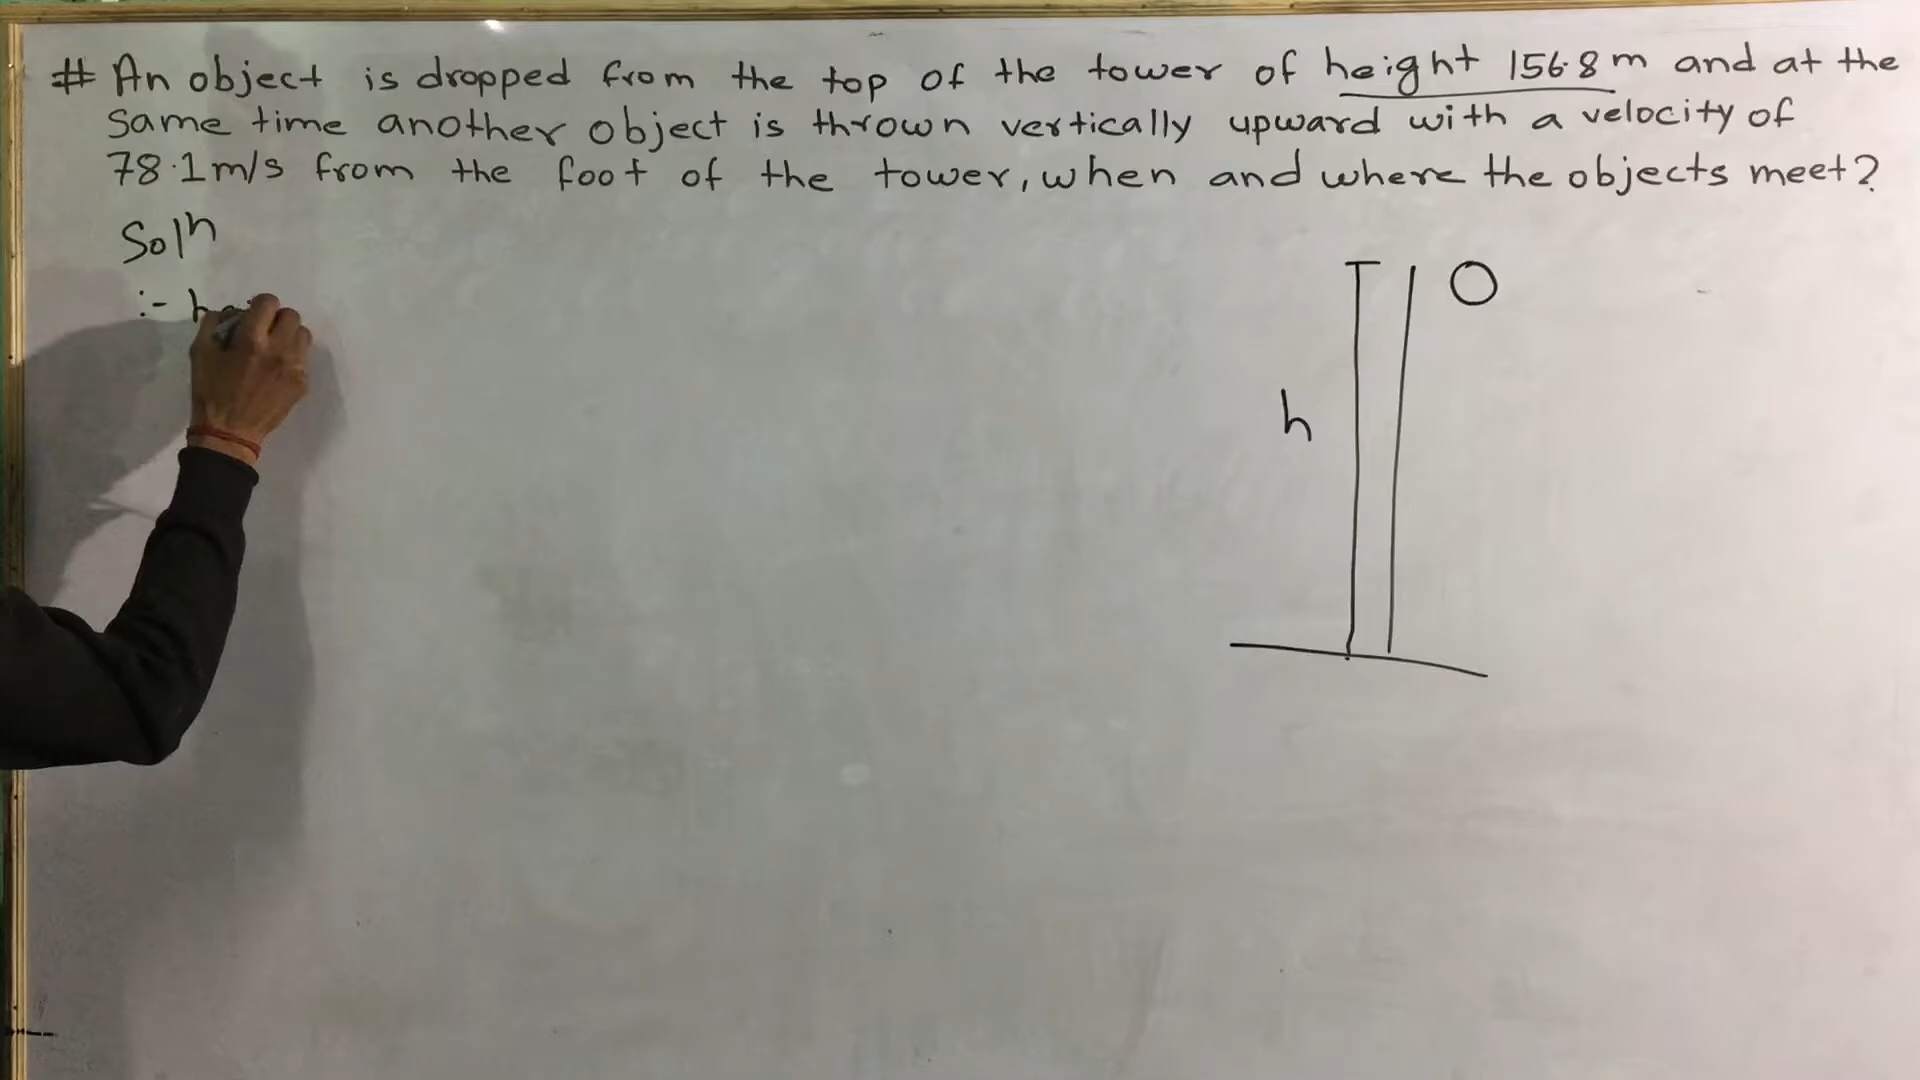 # An object is dropped from the top of the tower of height 156.8 m and at the
same time another object is thrown vertically upward with a velocity of
78.1 m/s from the foot of the tower, when and where the objects meet?
Soln
:-
h